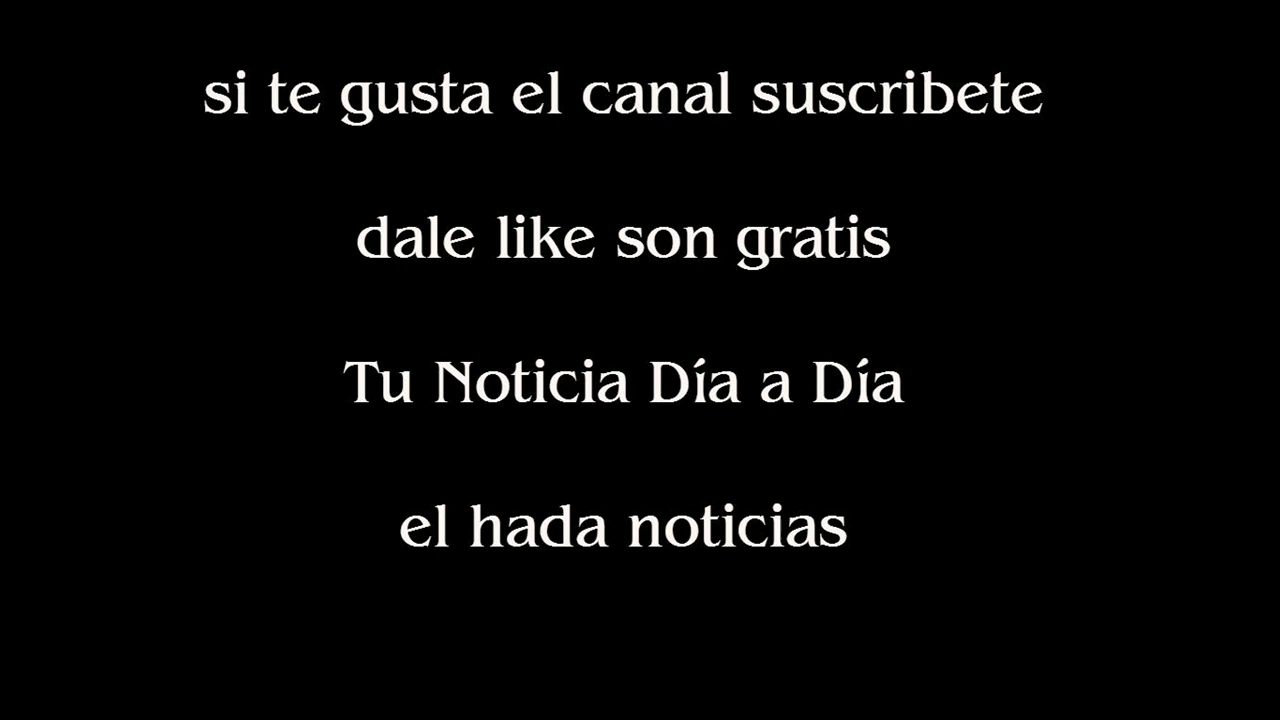 si te gusta el canal suscribete
dale like son gratis
Tu Noticia Día a Día
el hada noticias